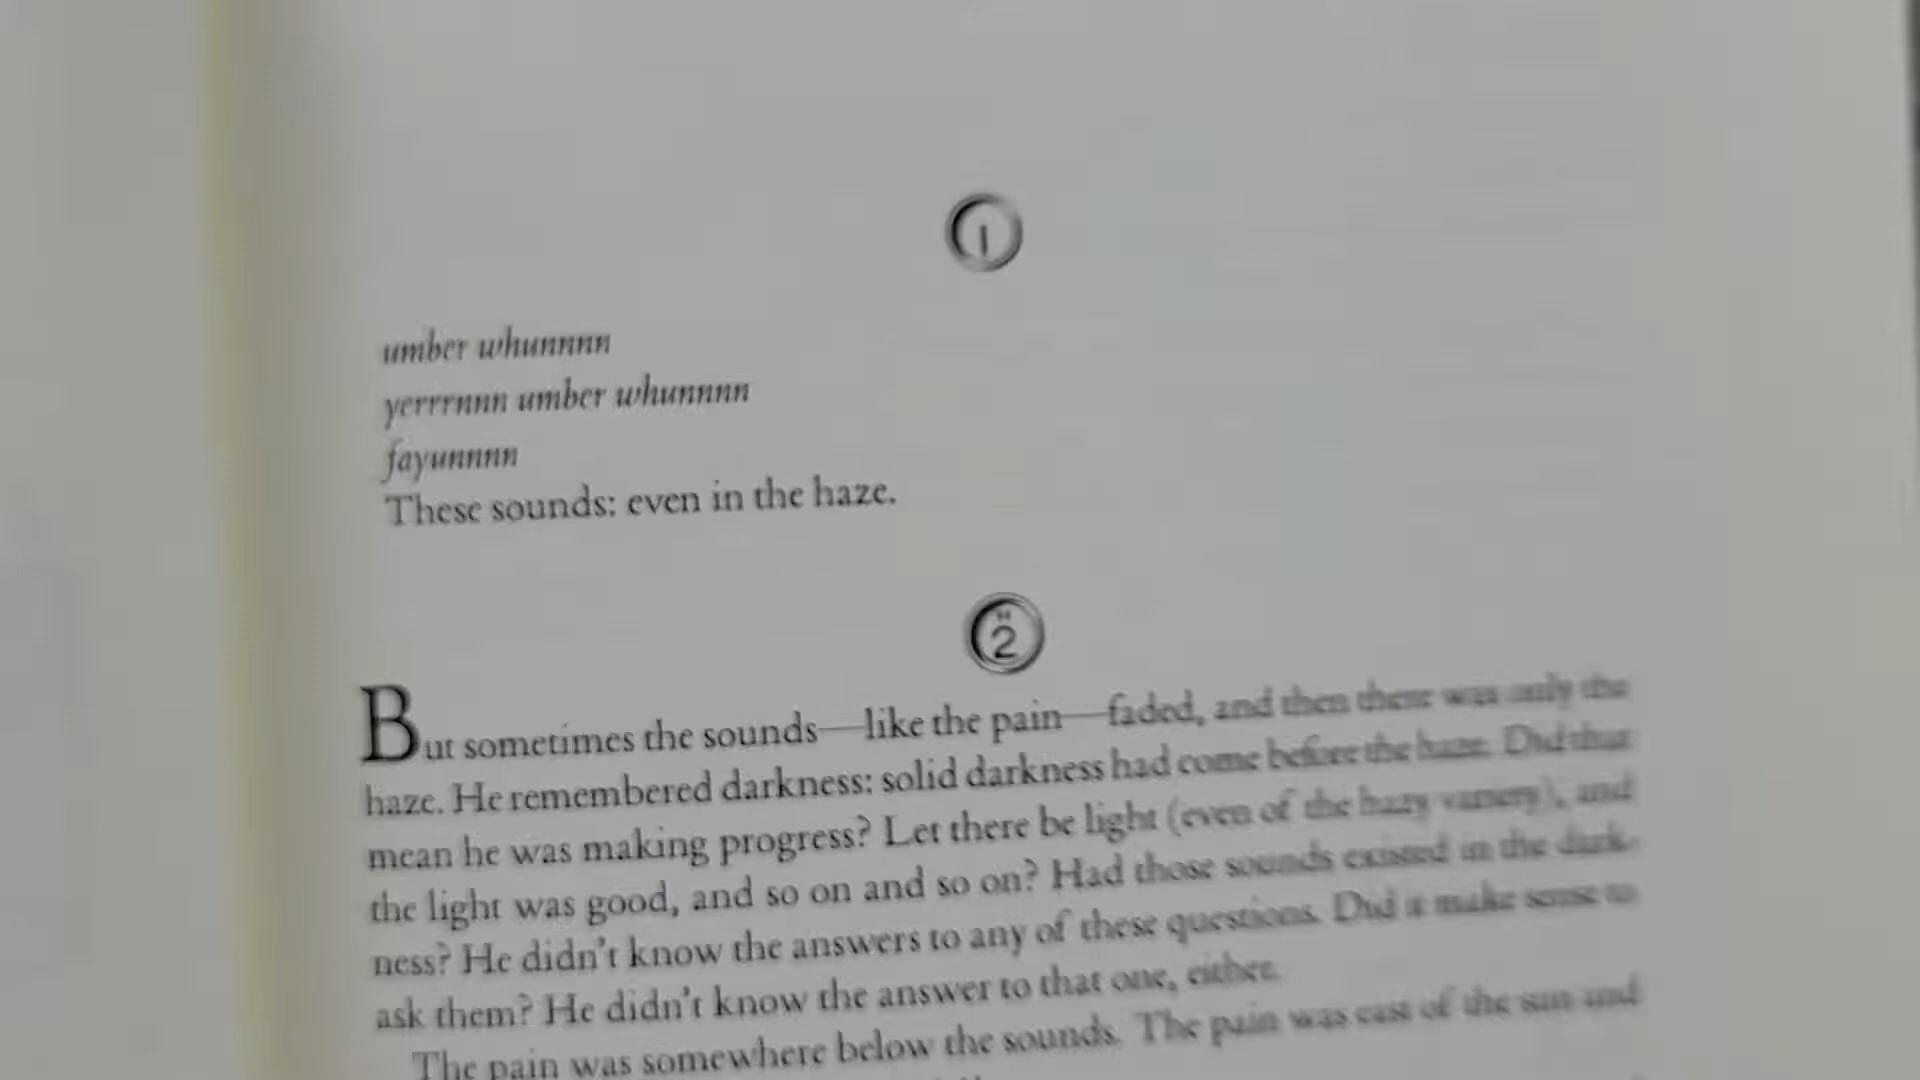 1
umber whunnnn
yerrrnnn umber whunnnn
fayunnnn
These sounds: even in the haze.
2
But sometimes the sounds—like the pain—faded, and then there was only the
haze. He remembered darkness: solid darkness had come before the haze. Did that
mean he was making progress? Let there be light (even of the hazy variety), and
the light was good, and so on and so on? Had those sounds existed in the dark-
ness? He didn't know the answers to any of these questions. Did it make sense to
ask them? He didn't know the answer to that one, either.
The pain was somewhere below the sounds. The pain was east of the sun and